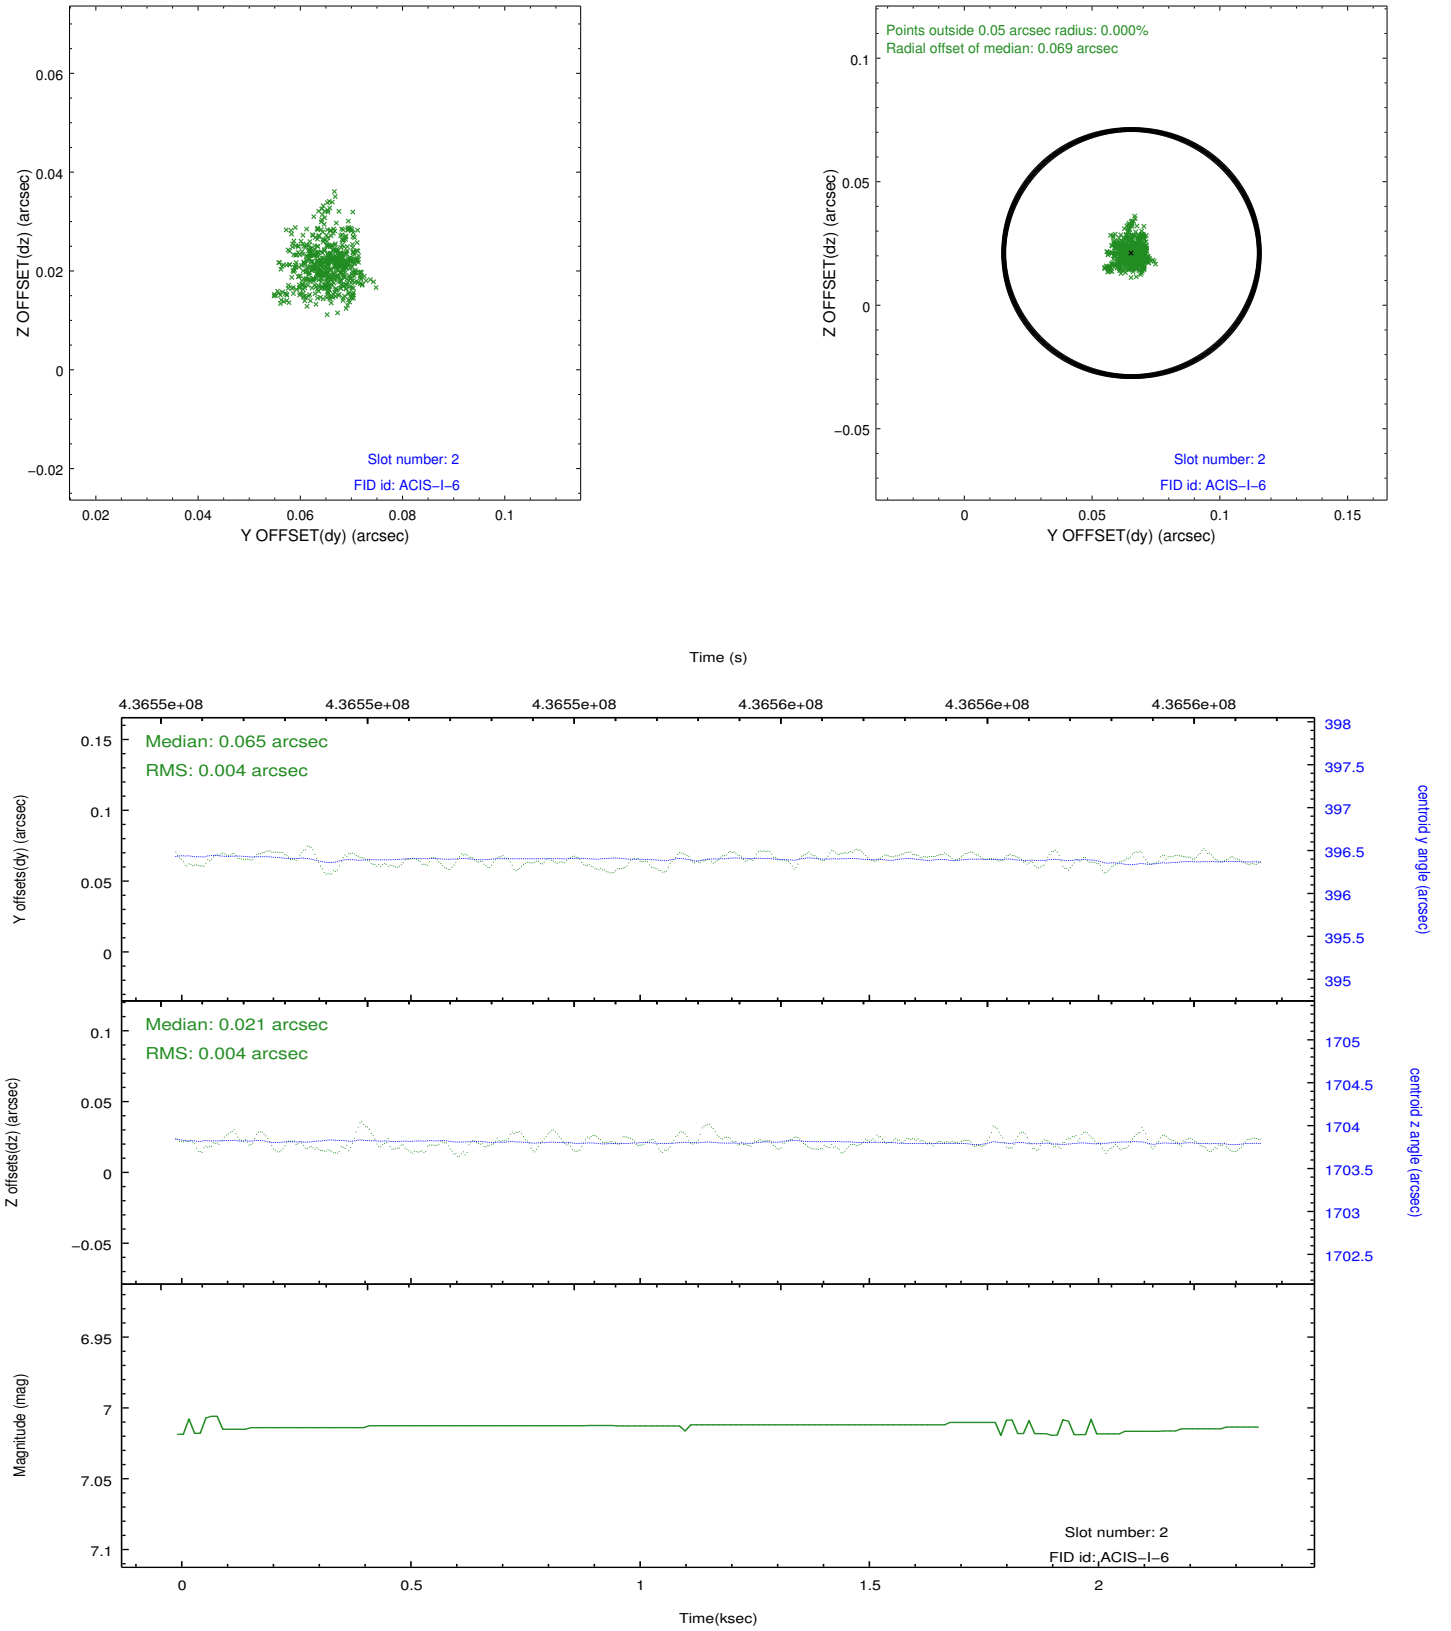 0.06
0.04
0.02
0
−0.02
Z OFFSET(dz) (arcsec)
Slot number: 2
FID id: ACIS−I−6
0.02
0.04
0.06
0.08
0.1
Y OFFSET(dy) (arcsec)
Points outside 0.05 arcsec radius: 0.000%
Radial offset of median: 0.069 arcsec
0.1
0.05
0
−0.05
Z OFFSET(dz) (arcsec)
Slot number: 2
FID id: ACIS−I−6
0
0.05
0.1
0.15
Y OFFSET(dy) (arcsec)
Time (s)
4.3655e+08
4.3655e+08
4.3655e+08
4.3656e+08
4.3656e+08
4.3656e+08
Median: 0.065 arcsec
RMS: 0.004 arcsec
0.15
0.1
0.05
0
Y offsets(dy) (arcsec)
398
397.5
397
396.5
396
395.5
395
centroid y angle (arcsec)
Median: 0.021 arcsec
RMS: 0.004 arcsec
0.1
0.05
0
−0.05
Z offsets(dz) (arcsec)
1705
1704.5
1704
1703.5
1703
1702.5
centroid z angle (arcsec)
6.95
7
7.05
7.1
Magnitude (mag)
Slot number: 2
FID id: ACIS−I−6
0
0.5
1
1.5
2
Time(ksec)